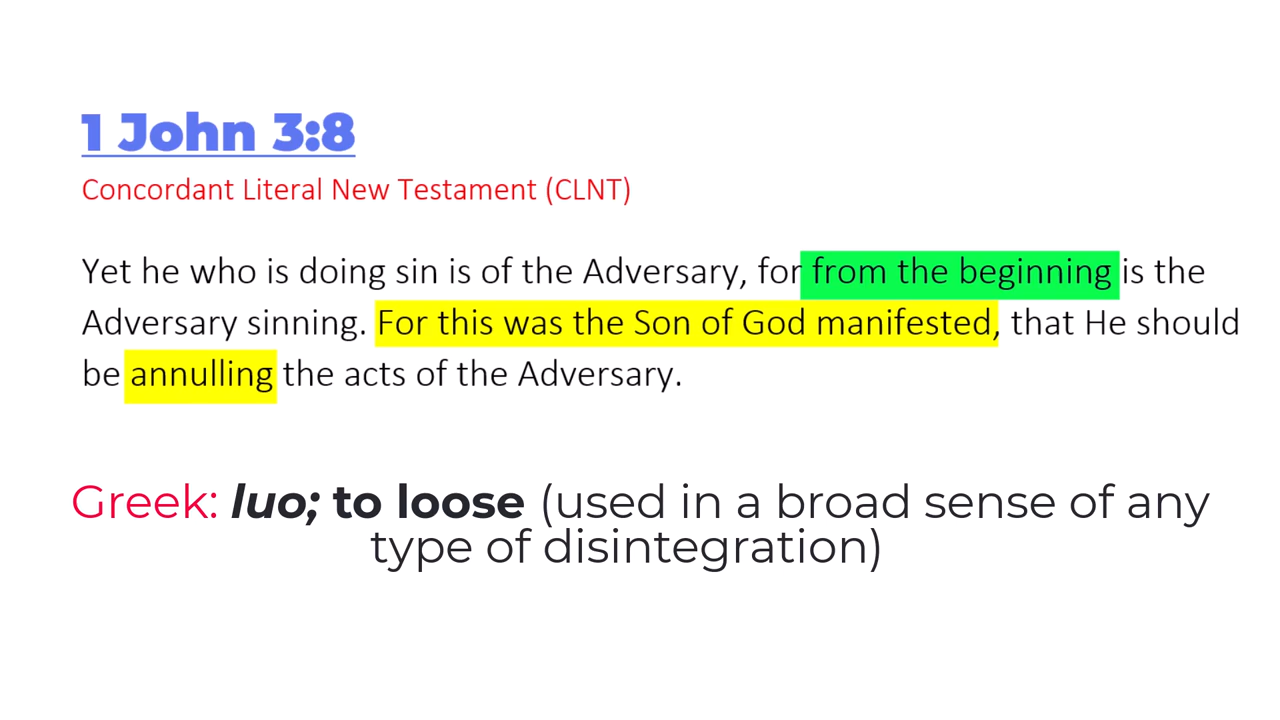 1 John 3:8
Concordant Literal New Testament (CLNT)
Yet he who is doing sin is of the Adversary, for from the beginning is the
Adversary sinning. For this was the Son of God manifested, that He should
be annulling the acts of the Adversary.
Greek: luo; to loose (used in a broad sense of any
type of disintegration)